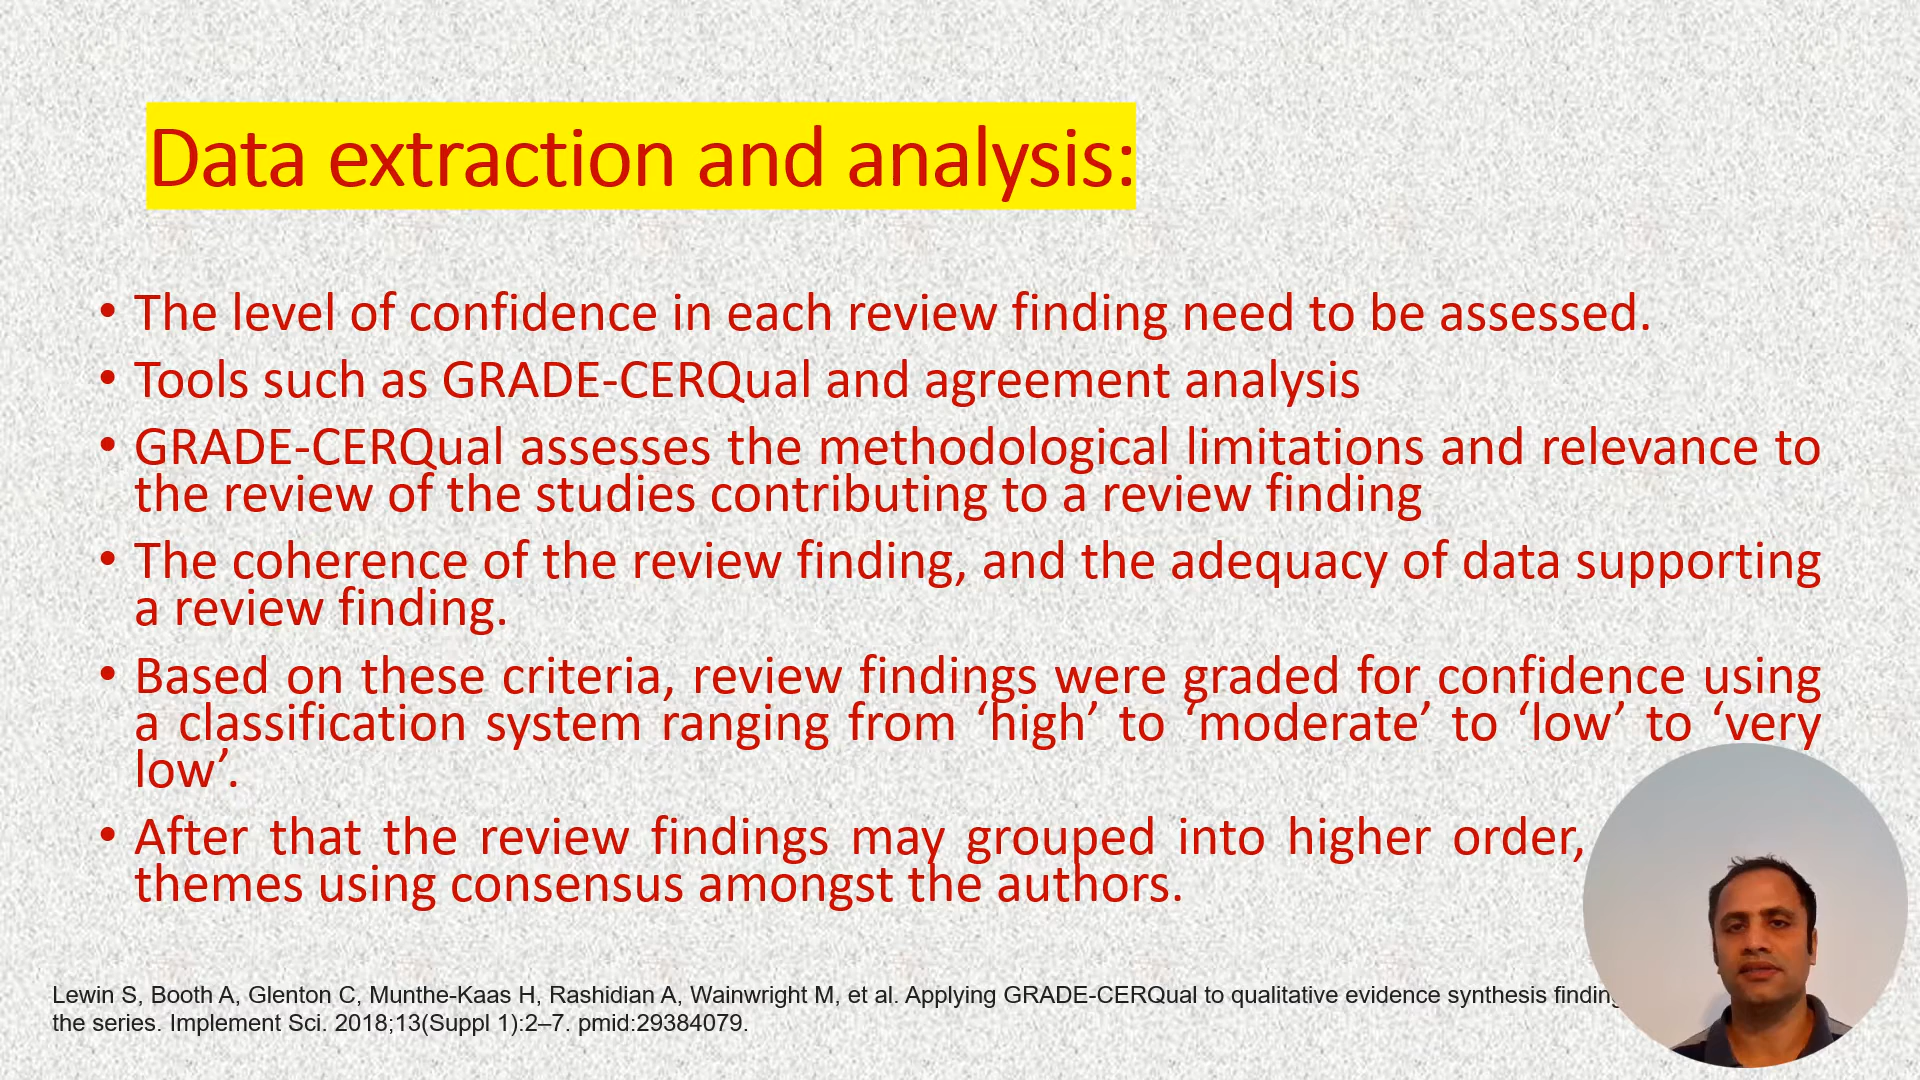 Data extraction and analysis:
• The level of confidence in each review finding need to be assessed.
• Tools such as GRADE-CERQual and agreement analysis
• GRADE-CERQual assesses the methodological limitations and relevance to
the review of the studies contributing to a review finding
• The coherence of the review finding, and the adequacy of data supporting
a review finding.
• Based on these criteria, review findings were graded for confidence using
a classification system ranging from ‘high’ to ‘moderate’ to ‘low’ to ‘very
low’.
• After that the review findings may grouped into higher order,
themes using consensus amongst the authors.
Lewin S, Booth A, Glenton C, Munthe-Kaas H, Rashidian A, Wainwright M, et al. Applying GRADE-CERQual to qualitative evidence synthesis
the series. Implement Sci. 2018;13(Suppl 1):2–7. pmid:29384079.